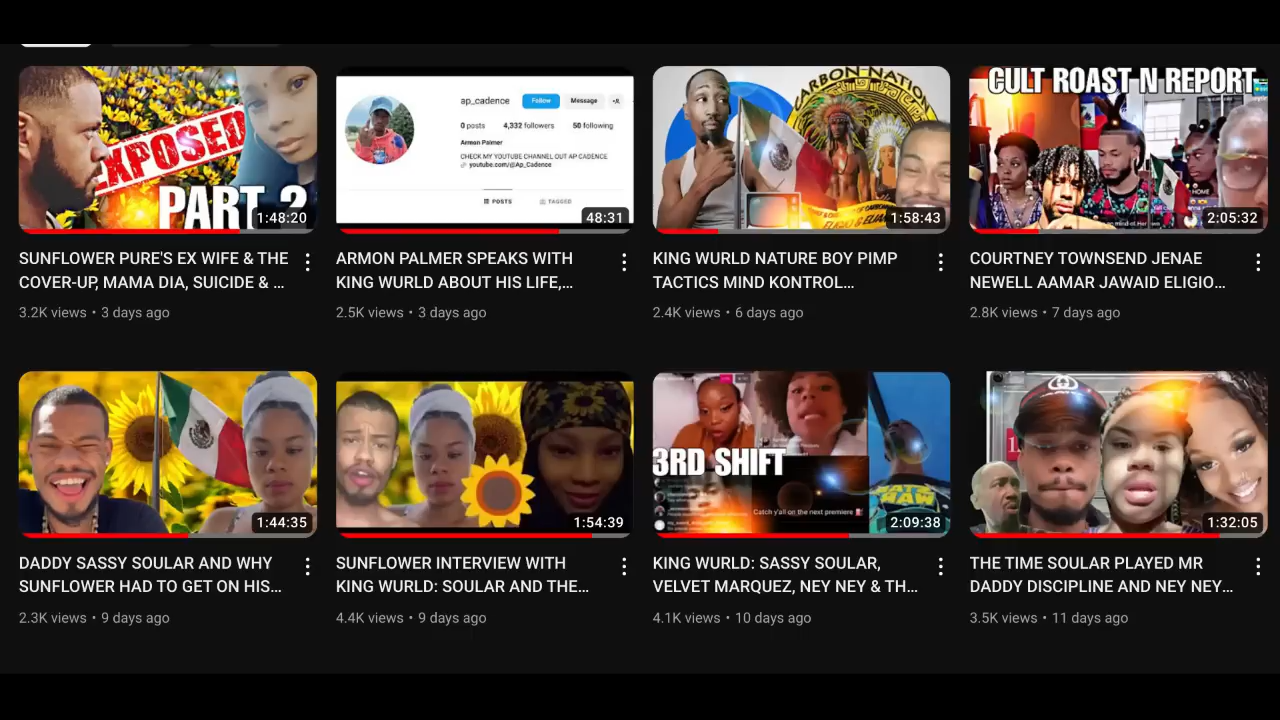 EXPOSED
PART 2
1:48:20
SUNFLOWER PURE'S EX WIFE & THE
COVER-UP, MAMA DIA, SUICIDE & ...
3.2K views • 3 days ago
ap_cadence
Follow
Message
0 posts
4,332 followers
50 following
Armon Palmer
CHECK MY YOUTUBE CHANNEL OUT AP CADENCE
youtube.com/@Ap_Cadence
POSTS
TAGGED
48:31
ARMON PALMER SPEAKS WITH
KING WURLD ABOUT HIS LIFE,...
2.5K views • 3 days ago
CARBON-NATION
1:58:43
KING WURLD NATURE BOY PIMP
TACTICS MIND KONTROL...
2.4K views • 6 days ago
CULT ROAST N REPORT
HOME
2:05:32
COURTNEY TOWNSEND JENAE
NEWELL AAMAR JAWAID ELIGIO...
2.8K views • 7 days ago
1:44:35
DADDY SASSY SOULAR AND WHY
SUNFLOWER HAD TO GET ON HIS...
2.3K views • 9 days ago
1:54:39
SUNFLOWER INTERVIEW WITH
KING WURLD: SOULAR AND THE...
4.4K views • 9 days ago
3RD SHIFT
Catch y'all on the next premiere
2:09:38
KING WURLD: SASSY SOULAR,
VELVET MARQUEZ, NEY NEY & TH...
4.1K views • 10 days ago
1:32:05
THE TIME SOULAR PLAYED MR
DADDY DISCIPLINE AND NEY NEY...
3.5K views • 11 days ago